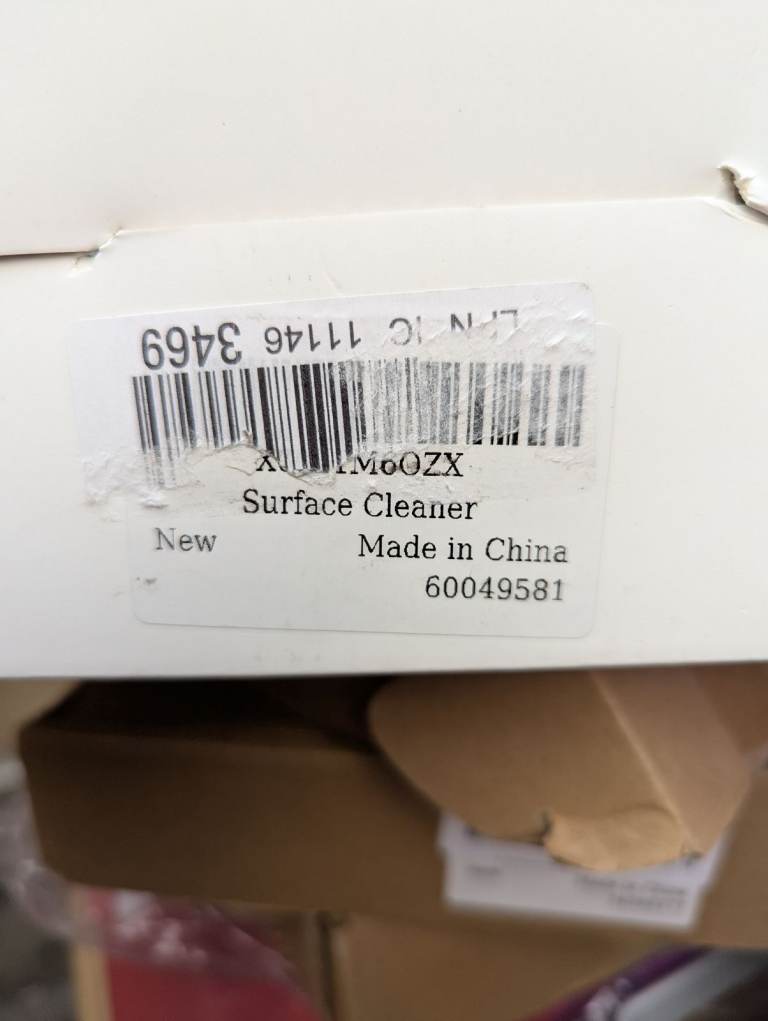 11146 3469
Surface Cleaner
New
Made in China
60049581